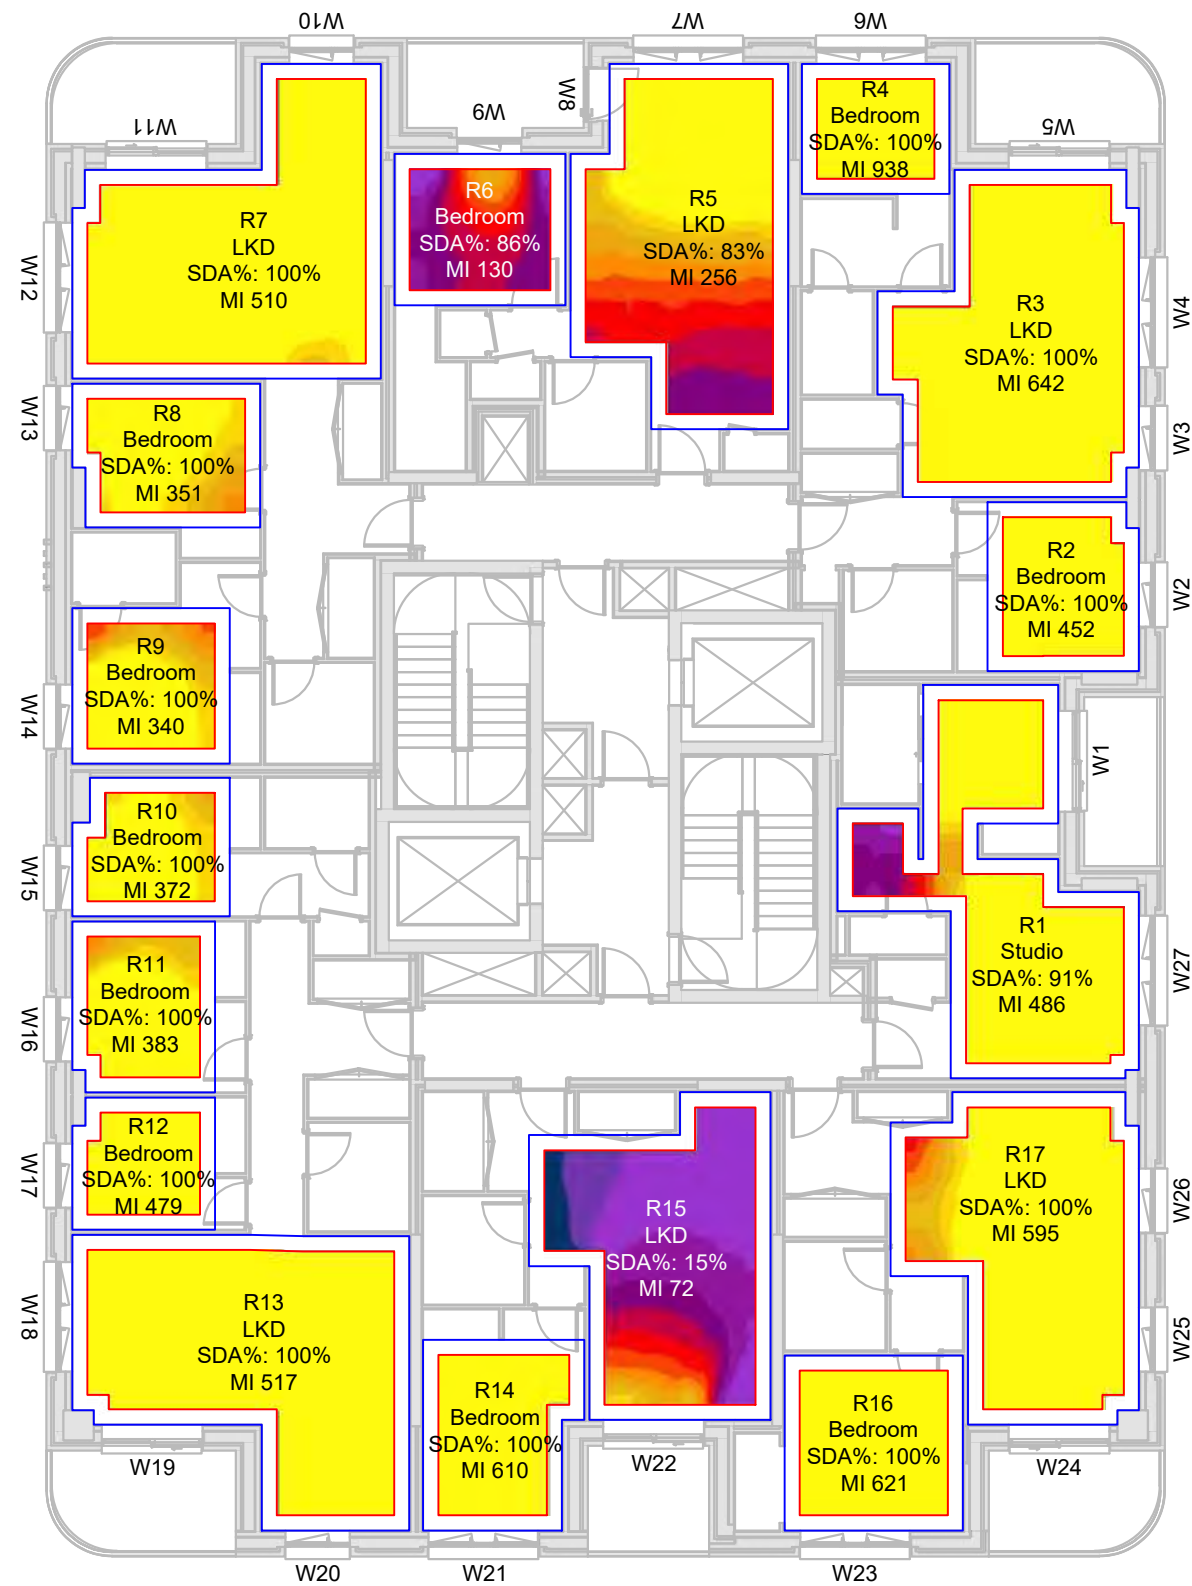 W10
W7
W6
W8
W9
W11
W5
R4
Bedroom
SDA%: 100%
MI 938
R6
Bedroom
SDA%: 86%
MI 130
R5
LKD
SDA%: 83%
MI 256
R7
LKD
SDA%: 100%
MI 510
W12
W4
R3
LKD
SDA%: 100%
MI 642
W13
R8
Bedroom
SDA%: 100%
MI 351
W3
R2
Bedroom
SDA%: 100%
MI 452
W2
R9
Bedroom
SDA%: 100%
MI 340
W14
W1
R10
Bedroom
SDA%: 100%
MI 372
W15
R1
Studio
SDA%: 91%
MI 486
W27
R11
Bedroom
SDA%: 100%
MI 383
W16
R12
Bedroom
SDA%: 100%
MI 479
W17
R15
LKD
SDA%: 15%
MI 72
R17
LKD
SDA%: 100%
MI 595
W26
R13
LKD
SDA%: 100%
MI 517
W18
W25
R14
Bedroom
SDA%: 100%
MI 610
R16
Bedroom
SDA%: 100%
MI 621
W19
W22
W24
W20
W21
W23